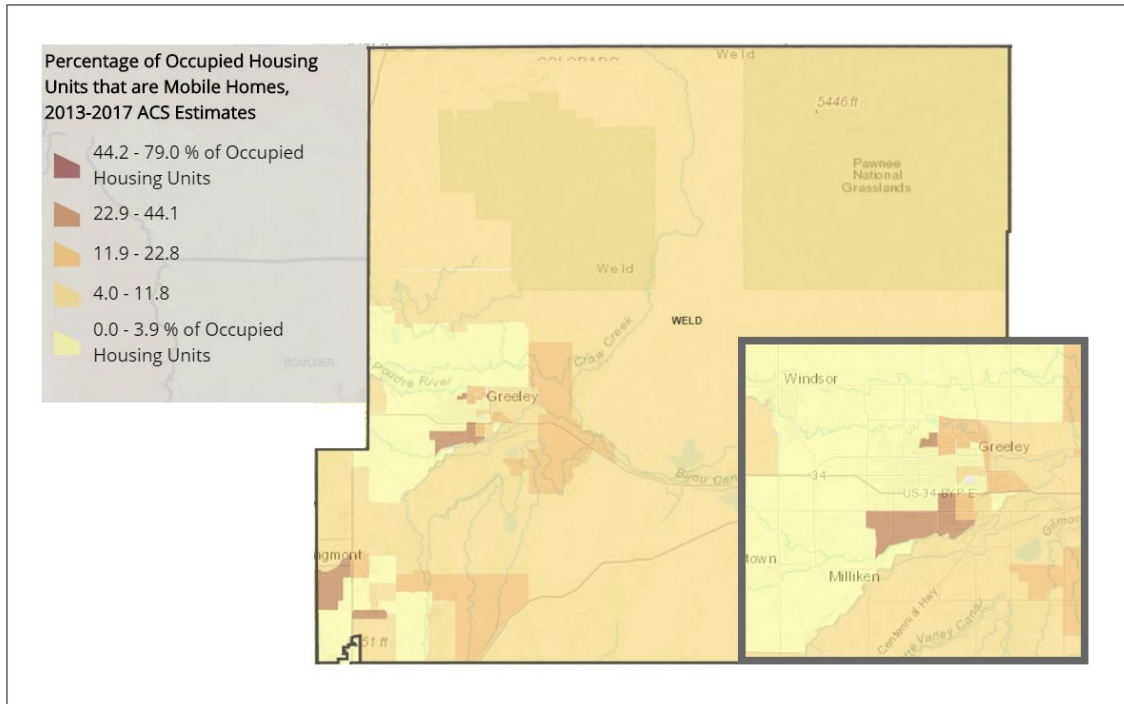 Percentage of Occupied Housing
Units that are Mobile Homes,
2013-2017 ACS Estimates
44.2 - 79.0 % of Occupied
Housing Units
22.9 - 44.1
11.9 - 22.8
4.0 - 11.8
0.0 - 3.9 % of Occupied
Housing Units
BOULDER
COLORADO
Weld
5446 ft
Pawnee
National
Grasslands
Weld
WELD
Crow Creek
Poudre River
Greeley
Bijou Can
ngmont
51 ft
Windsor
Greeley
34
US-34-BYP E
Gilmor
town
Milliken
Centennial Hwy
Valley Canal